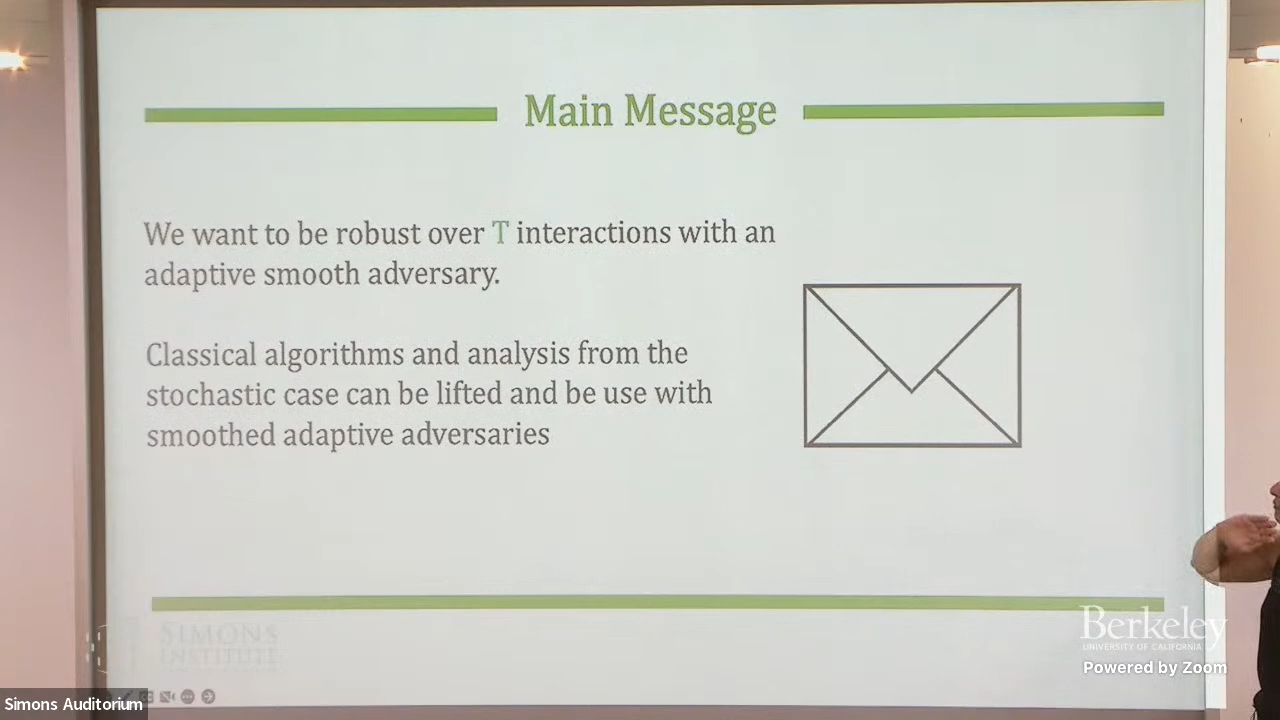 Main Message
We want to be robust over T interactions with an
adaptive smooth adversary.
Classical algorithms and analysis from the
stochastic case can be lifted and be use with
smoothed adaptive adversaries
SIMONS
INSTITUTE
Berkeley
UNIVERSITY OF CALIFORNIA
Powered by Zoom
Simons Auditorium